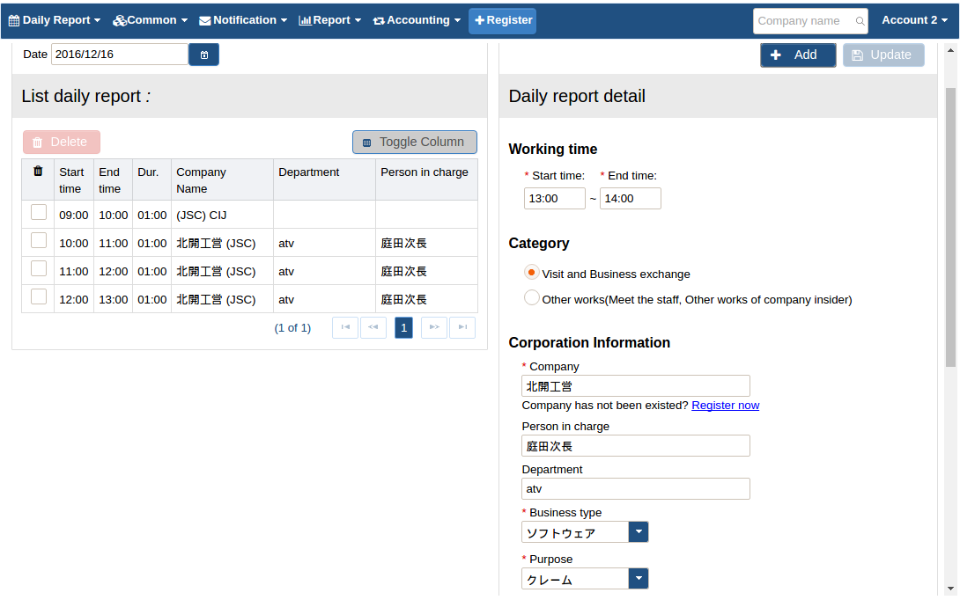 Daily Report Common Notification Report Accounting Register Company name Account 2
Date 2016/12/16
List daily report :
Delete Toggle Column
Start time End time Dur. Company Name Department Person in charge
09:00 10:00 01:00 (JSC) CIJ
10:00 11:00 01:00 北開工営 (JSC) atv 庭田次長
11:00 12:00 01:00 北開工営 (JSC) atv 庭田次長
12:00 13:00 01:00 北開工営 (JSC) atv 庭田次長
(1 of 1) 1
Add Update
Daily report detail
Working time
* Start time: * End time:
13:00 ~ 14:00
Category
Visit and Business exchange
Other works(Meet the staff, Other works of company insider)
Corporation Information
* Company
北開工営
Company has not been existed? Register now
Person in charge
庭田次長
Department
atv
* Business type
ソフトウェア
* Purpose
クレーム